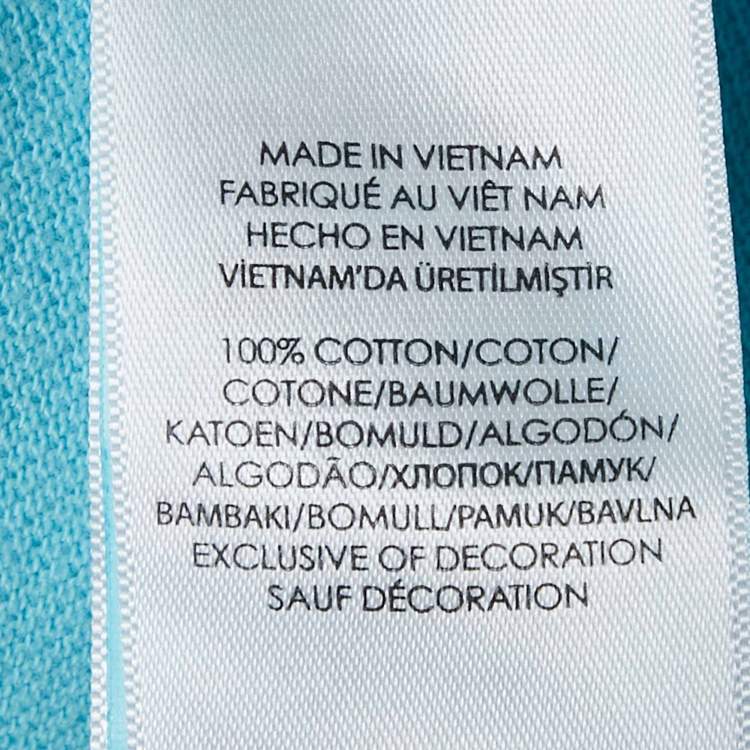 MADE IN VIETNAM
FABRIQUÉ AU VIÊT NAM
HECHO EN VIETNAM
VİETNAM'DA ÜRETİLMİŞTİR
100% COTTON/COTON/
COTONE/BAUMWOLLE/
KATOEN/BOMULD/ALGODÓN/
ALGODÃO/ХЛОПОК/ПАМУК/
BAMBAKI/BOMULL/PAMUK/BAVLNA
EXCLUSIVE OF DECORATION
SAUF DÉCORATION